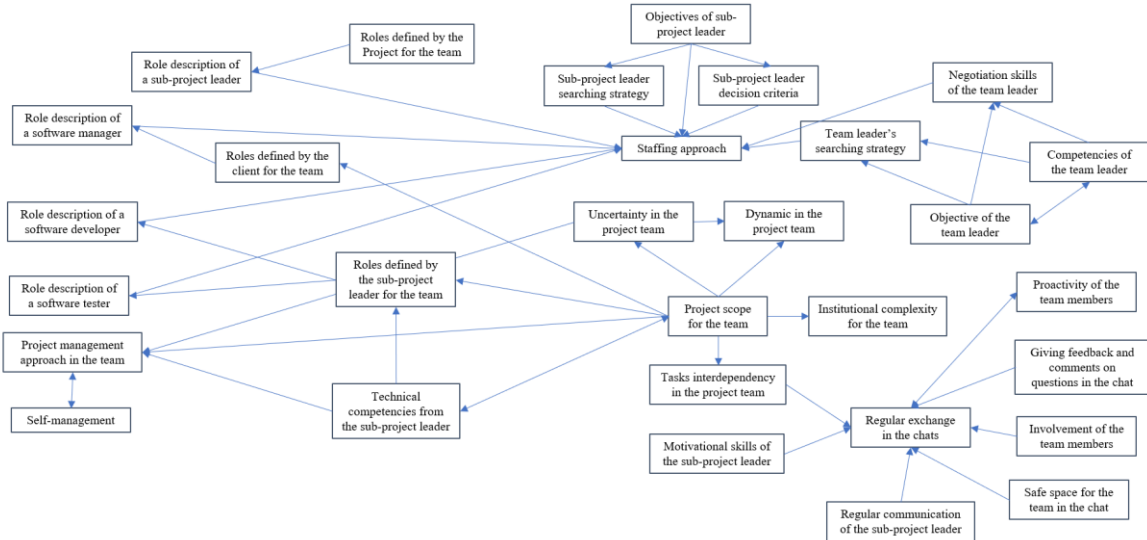 Objectives of sub-
project leader
Roles defined by the
Project for the team
Role description of
a sub-project leader
Sub-project leader
searching strategy
Sub-project leader
decision criteria
Negotiation skills
of the team leader
Role description of
a software manager
Roles defined by the
client for the team
Staffing approach
Team leader's
searching strategy
Competencies of
the team leader
Role description of a
software developer
Uncertainty in the
project team
Dynamic in the
project team
Objective of the
team leader
Role description of
a software tester
Roles defined by
the sub-project
leader for the team
Proactivity of the
team members
Project scope
for the team
Institutional complexity
for the team
Project management
approach in the team
Giving feedback and
comments on
questions in the chat
Tasks interdependency
in the project team
Self-management
Technical
competencies from
the sub-project leader
Regular exchange
in the chats
Involvement of the
team members
Motivational skills of
the sub-project leader
Safe space for the
team in the chat
Regular communication
of the sub-project leader